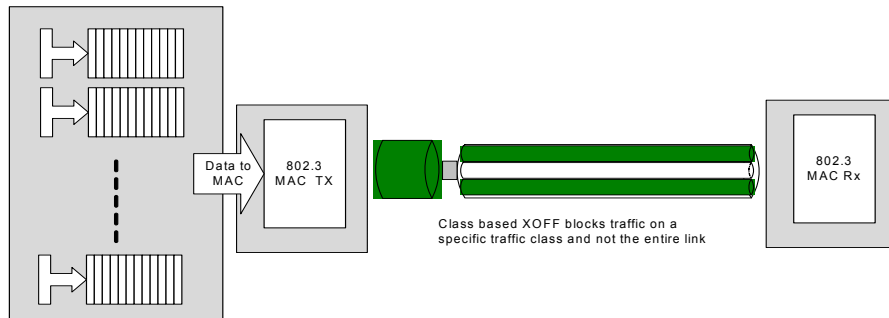 Data to
MAC
802.3
MAC TX
802.3
MAC Rx
Class based XOFF blocks traffic on a
specific traffic class and not the entire link